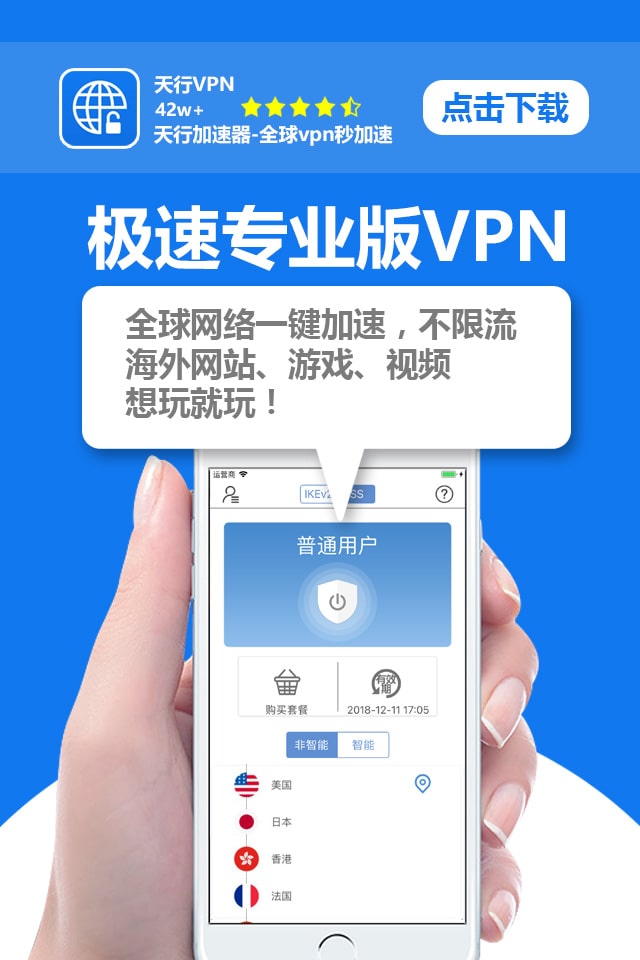 天行VPN
42w+
天行加速器-全球vpn秒加速
点击下载
极速专业版VPN
全球网络一键加速，不限流
海外网站、游戏、视频
想玩就玩！
运营商
IKEv2
SS
普通用户
购买套餐
有效期
2018-12-11 17:05
非智能
智能
美国
日本
香港
法国